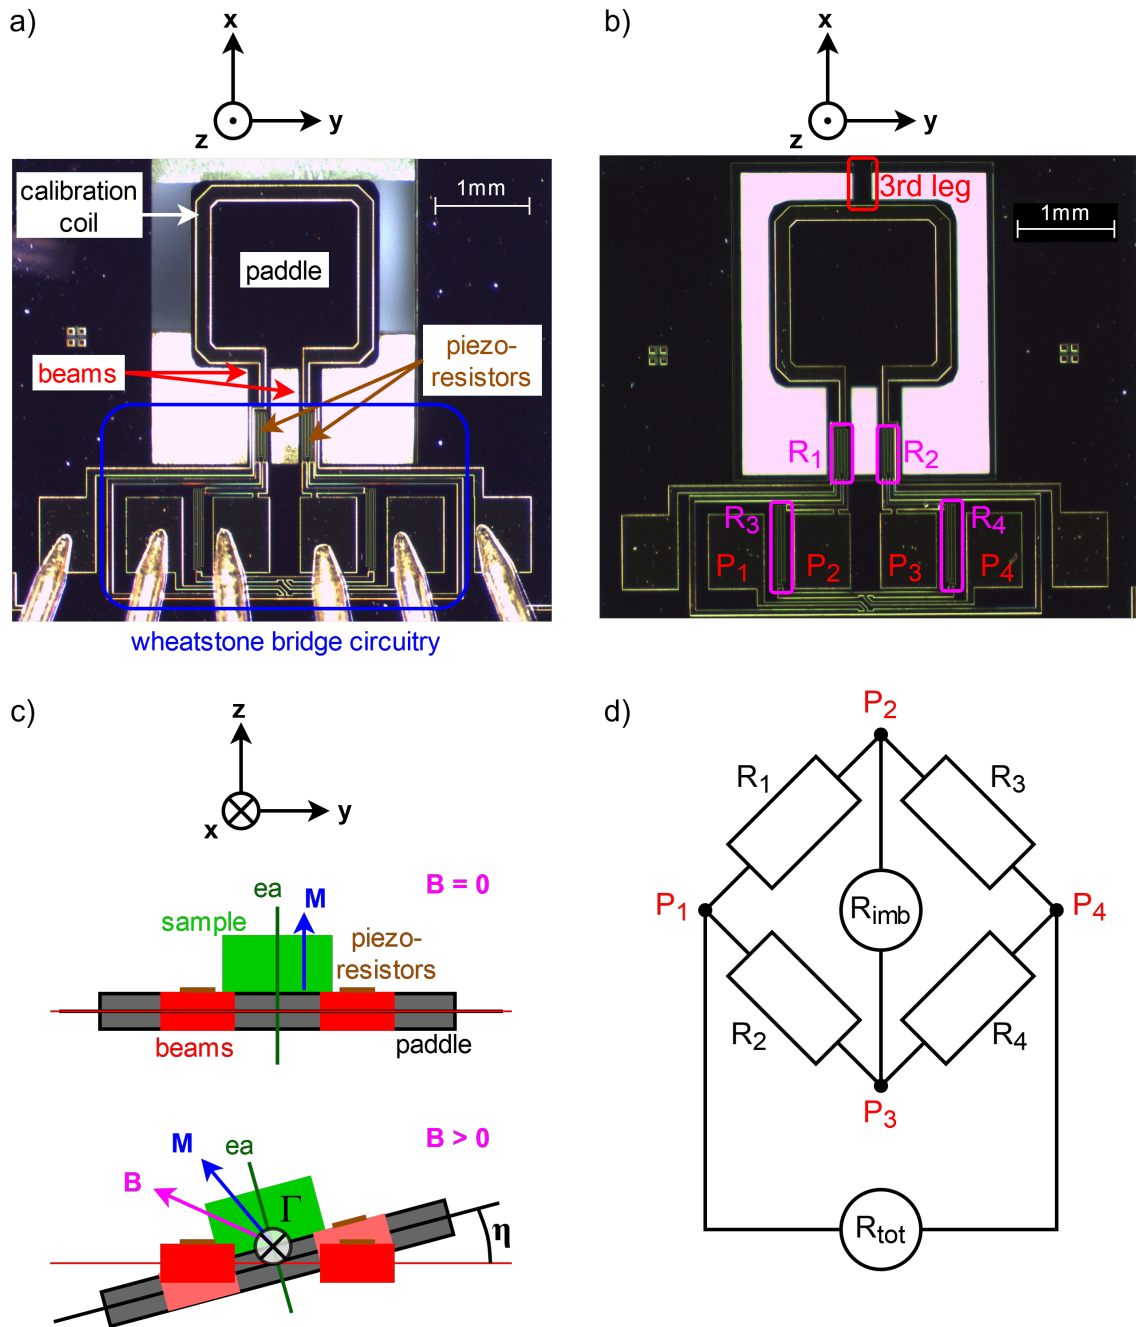 a)
x
y
z
calibration
coil
1mm
paddle
beams
piezo-
resistors
wheatstone bridge circuitry
b)
x
y
z
3rd leg
1mm
R1
R2
R3
R4
P1
P2
P3
P4
c)
z
y
x
B = 0
ea
M
sample
piezo-
resistors
beams
paddle
B > 0
ea
M
B
Γ
η
d)
P2
R1
R3
P1
Rimb
P4
R2
R4
P3
Rtot